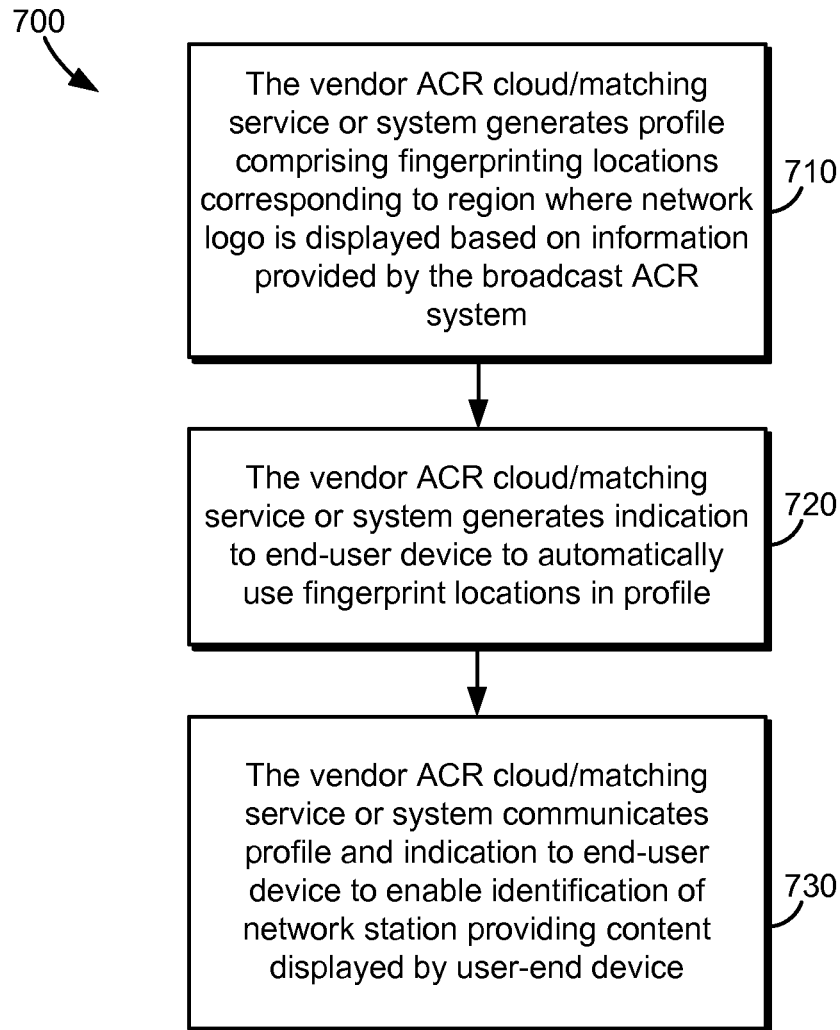 700
The vendor ACR cloud/matching
service or system generates profile
comprising fingerprinting locations
corresponding to region where network
logo is displayed based on information
provided by the broadcast ACR
system
710
The vendor ACR cloud/matching
service or system generates indication
to end-user device to automatically
use fingerprint locations in profile
720
The vendor ACR cloud/matching
service or system communicates
profile and indication to end-user
device to enable identification of
network station providing content
displayed by user-end device
730